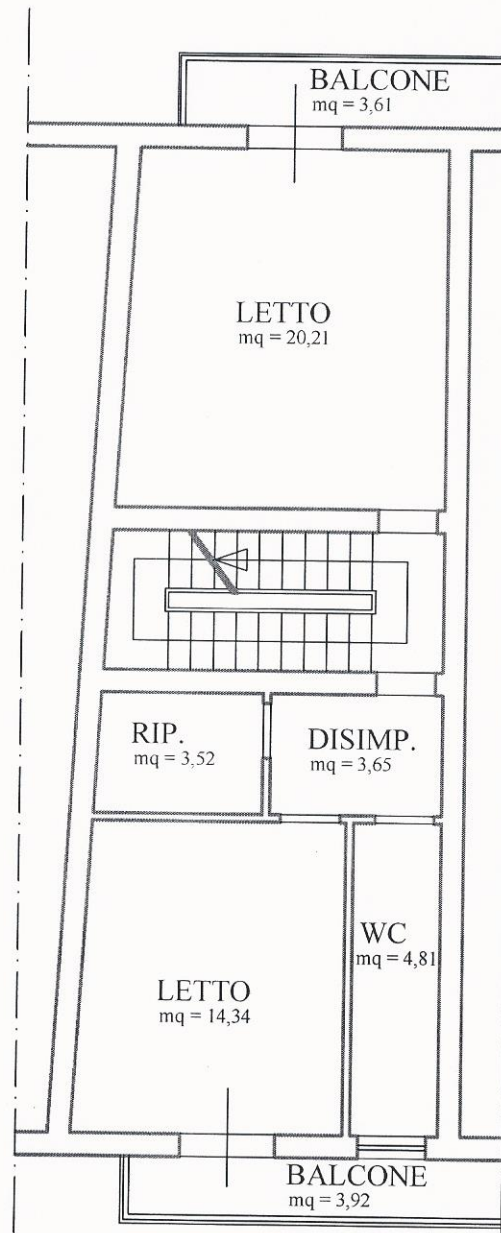 BALCONE
mq = 3,61
LETTO
mq = 20,21
RIP.
mq = 3,52
DISIMP.
mq = 3,65
WC
mq = 4,81
LETTO
mq = 14,34
BALCONE
mq = 3,92